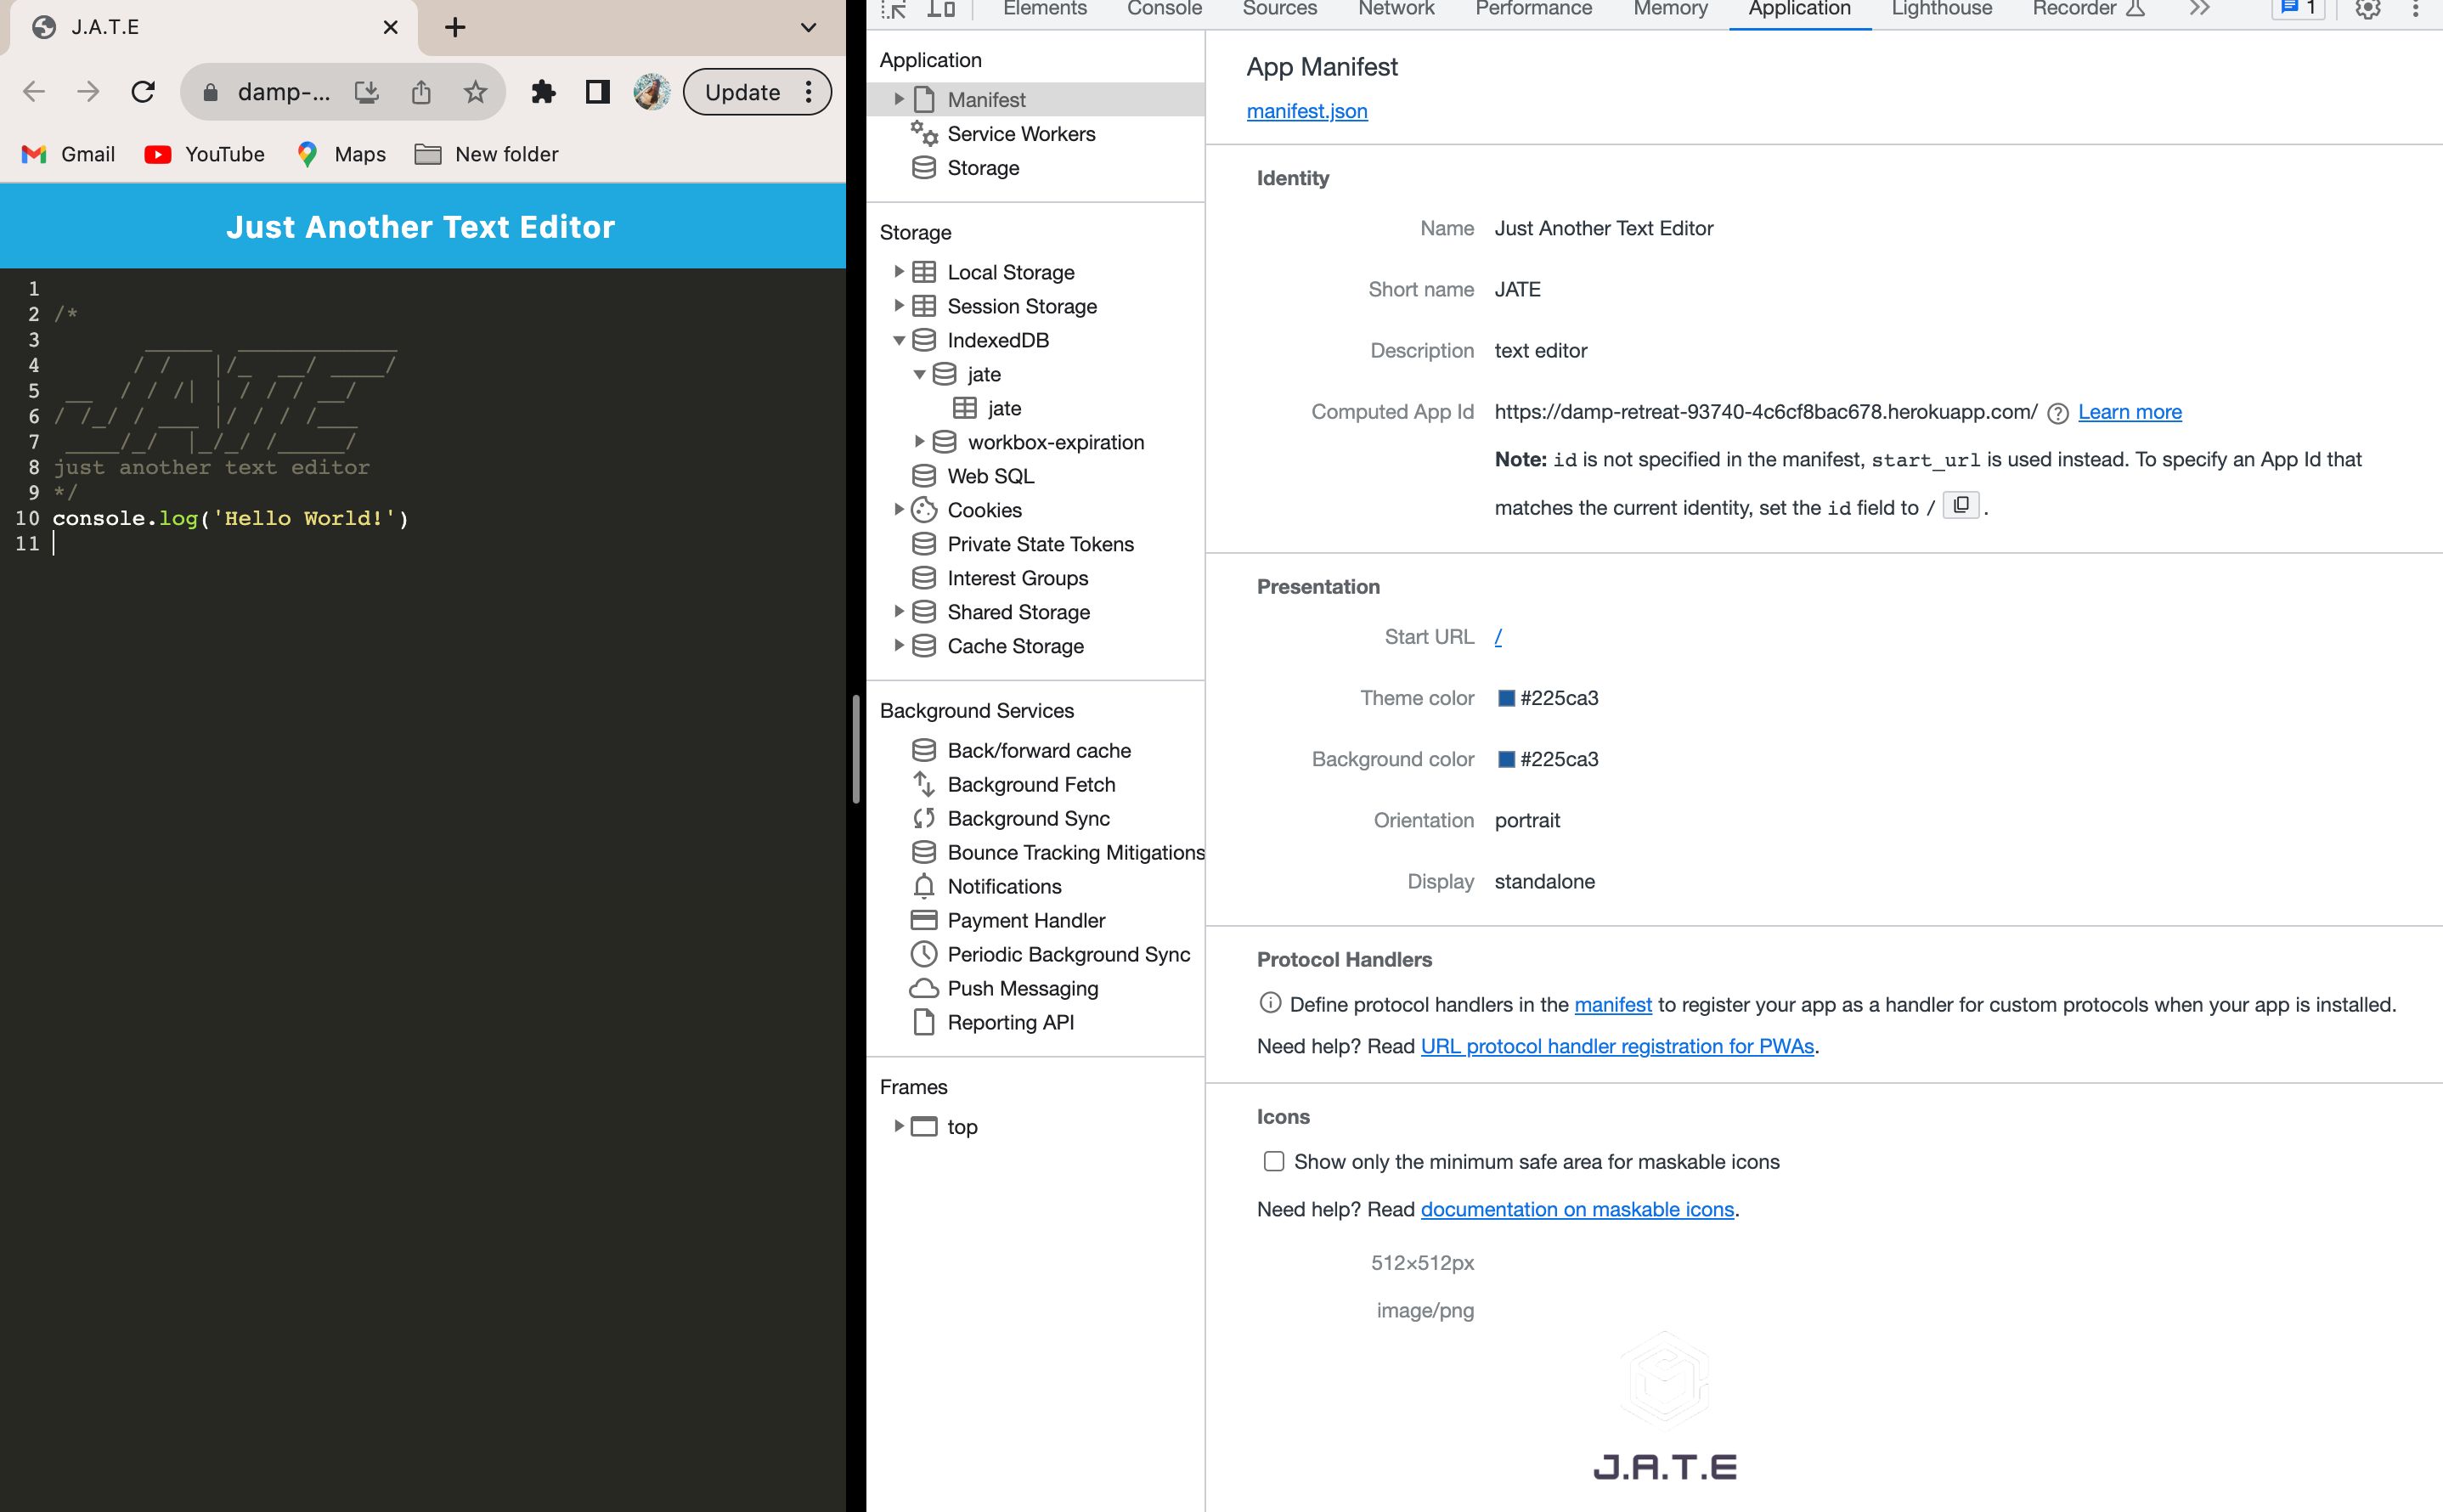 J.A.T.E
damp-...
Update
Gmail YouTube Maps New folder
Just Another Text Editor
1
2 /*
3
4
5
6
7
8 just another text editor
9 */
10 console.log('Hello World!')
11
Elements Console Sources Network Performance Memory Application Lighthouse Recorder 1
Application
Manifest
Service Workers
Storage
Storage
Local Storage
Session Storage
IndexedDB
jate
jate
workbox-expiration
Web SQL
Cookies
Private State Tokens
Interest Groups
Shared Storage
Cache Storage
Background Services
Back/forward cache
Background Fetch
Background Sync
Bounce Tracking Mitigations
Notifications
Payment Handler
Periodic Background Sync
Push Messaging
Reporting API
Frames
top
App Manifest
manifest.json
Identity
Name Just Another Text Editor
Short name JATE
Description text editor
Computed App Id https://damp-retreat-93740-4c6cf8bac678.herokuapp.com/ Learn more
Note: id is not specified in the manifest, start_url is used instead. To specify an App Id that
matches the current identity, set the id field to / .
Presentation
Start URL /
Theme color #225ca3
Background color #225ca3
Orientation portrait
Display standalone
Protocol Handlers
Define protocol handlers in the manifest to register your app as a handler for custom protocols when your app is installed.
Need help? Read URL protocol handler registration for PWAs.
Icons
Show only the minimum safe area for maskable icons
Need help? Read documentation on maskable icons.
512×512px
image/png
J.A.T.E